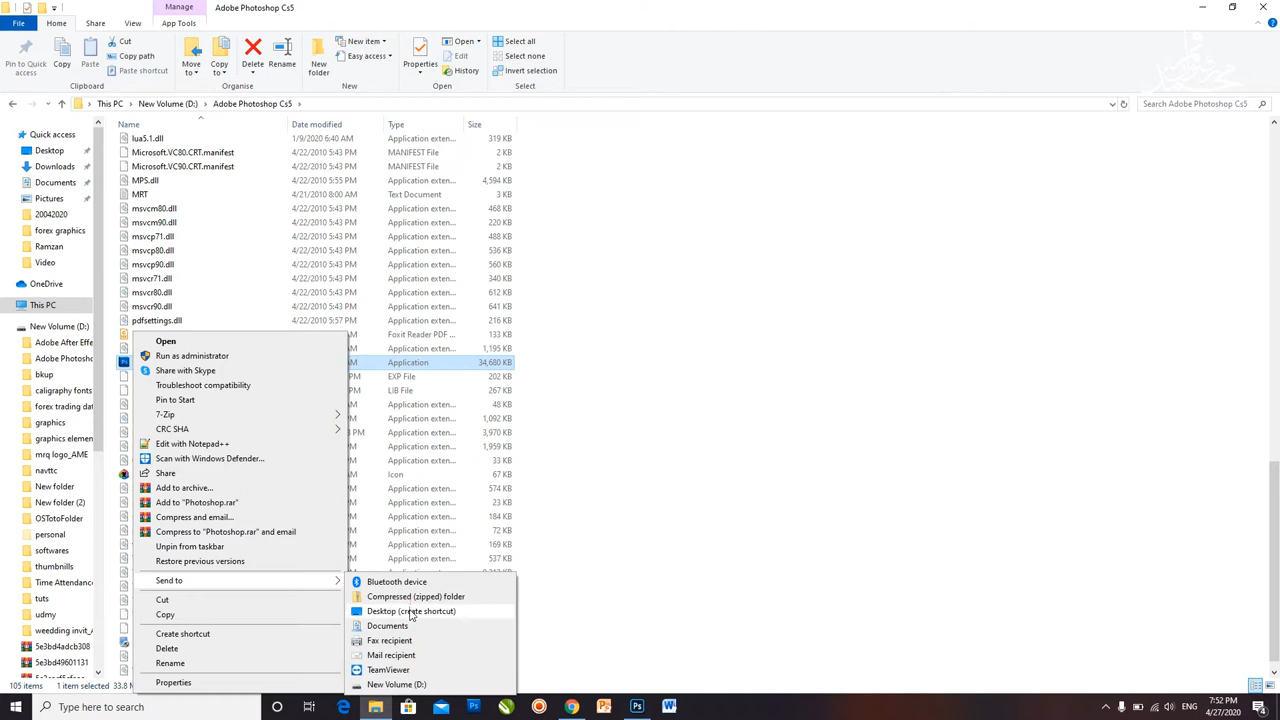 Manage
Adobe Photoshop Cs5
File
Home
Share
View
App Tools
Pin to Quick access
Copy
Paste
Cut
Copy path
Paste shortcut
Clipboard
Move to
Copy to
Delete
Rename
Organise
New folder
New item
Easy access
New
Properties
Open
Edit
History
Open
Select all
Select none
Invert selection
Select
This PC > New Volume (D:) > Adobe Photoshop Cs5 >
Search Adobe Photoshop Cs5
Quick access
Desktop
Downloads
Documents
Pictures
20042020
forex graphics
Ramzan
Video
OneDrive
This PC
New Volume (D:)
Adobe After Effe
Adobe Photosho
bkup
caligraphy fonts
forex trading dat
graphics
graphics elemen
mrq logo_AME
navttc
New folder
New folder (2)
OSTotoFolder
personal
softwares
thumbnills
Time Attendance
tuts
udmy
weedding invit_A
5e3bd4adcb308
5e3bd49601131
Name Date modified Type Size
lua5.1.dll 1/9/2020 6:40 AM Application exten... 319 KB
Microsoft.VC80.CRT.manifest 4/22/2010 5:43 PM MANIFEST File 2 KB
Microsoft.VC90.CRT.manifest 4/22/2010 5:43 PM MANIFEST File 2 KB
MPS.dll 4/22/2010 5:55 PM Application exten... 4,594 KB
MRT 4/21/2010 8:00 AM Text Document 3 KB
msvcm80.dll 4/22/2010 5:43 PM Application exten... 468 KB
msvcm90.dll 4/22/2010 5:43 PM Application exten... 220 KB
msvcp71.dll 4/22/2010 5:43 PM Application exten... 488 KB
msvcp80.dll 4/22/2010 5:43 PM Application exten... 536 KB
msvcp90.dll 4/22/2010 5:43 PM Application exten... 560 KB
msvcr71.dll 4/22/2010 5:43 PM Application exten... 340 KB
msvcr80.dll 4/22/2010 5:43 PM Application exten... 612 KB
msvcr90.dll 4/22/2010 5:43 PM Application exten... 641 KB
pdfsettings.dll 4/22/2010 5:57 PM Application exten... 216 KB
Foxit Reader PDF ... 133 KB
Application exten... 1,195 KB
Application 34,680 KB
EXP File 202 KB
LIB File 267 KB
Application exten... 48 KB
Application exten... 1,092 KB
Application exten... 3,970 KB
Application exten... 1,959 KB
Application exten... 33 KB
Icon 67 KB
Application exten... 574 KB
Application exten... 23 KB
Application exten... 184 KB
Application exten... 72 KB
Application exten... 169 KB
Application exten... 537 KB
Open
Run as administrator
Share with Skype
Troubleshoot compatibility
Pin to Start
7-Zip
CRC SHA
Edit with Notepad++
Scan with Windows Defender...
Share
Add to archive...
Add to "Photoshop.rar"
Compress and email...
Compress to "Photoshop.rar" and email
Unpin from taskbar
Restore previous versions
Send to
Cut
Copy
Create shortcut
Delete
Rename
Properties
Bluetooth device
Compressed (zipped) folder
Desktop (create shortcut)
Documents
Fax recipient
Mail recipient
TeamViewer
New Volume (D:)
105 items
1 item selected 33.8 M
Type here to search
ENG
7:52 PM
4/27/2020